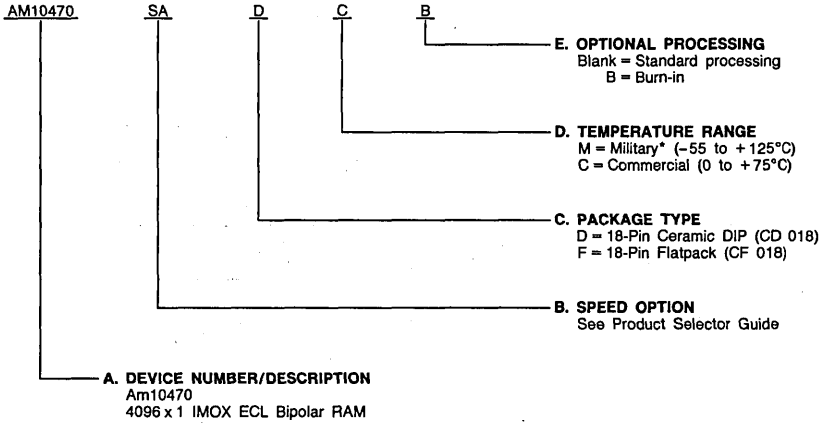 AM10470 SA D C B
E. OPTIONAL PROCESSING
Blank = Standard processing
B = Burn-in
D. TEMPERATURE RANGE
M = Military* (-55 to +125°C)
C = Commercial (0 to +75°C)
C. PACKAGE TYPE
D = 18-Pin Ceramic DIP (CD 018)
F = 18-Pin Flatpack (CF 018)
B. SPEED OPTION
See Product Selector Guide
A. DEVICE NUMBER/DESCRIPTION
Am10470
4096 x 1 IMOX ECL Bipolar RAM